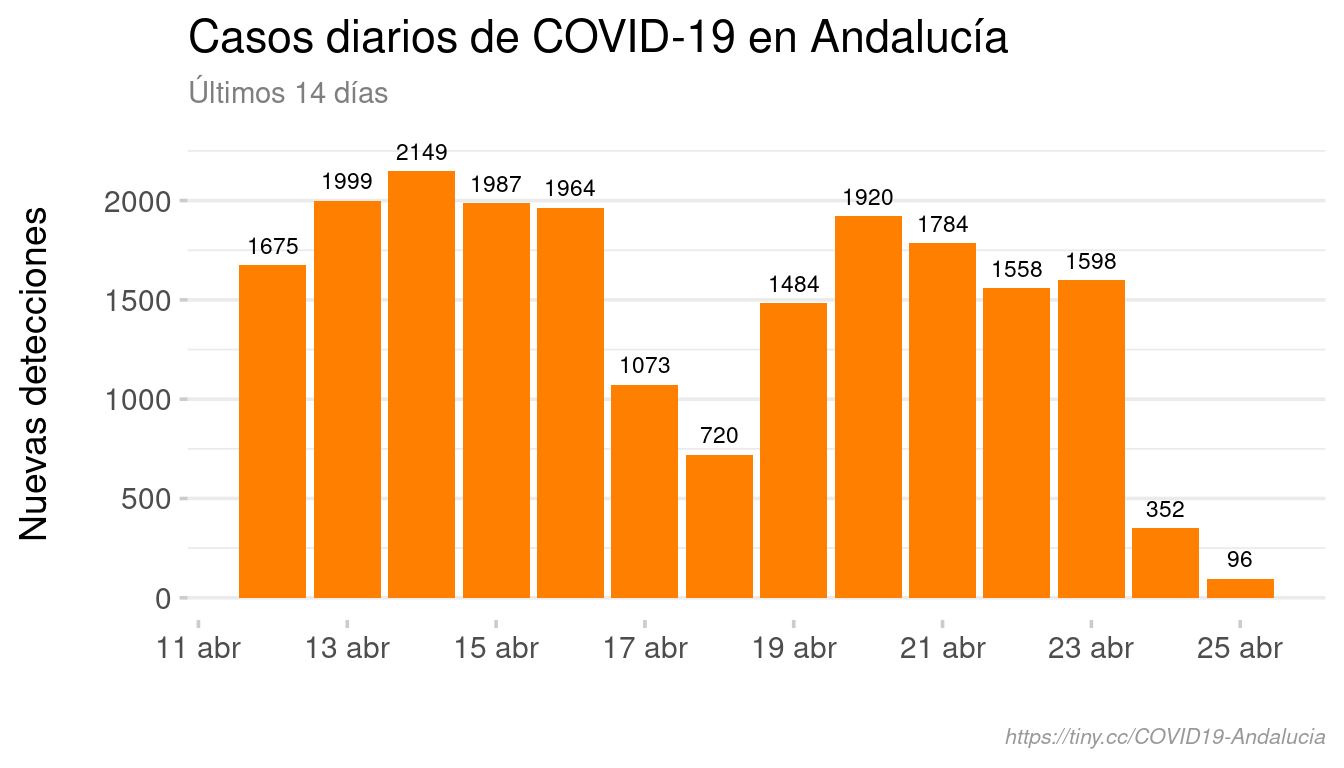 Casos diarios de COVID-19 en Andalucía
Últimos 14 días
Nuevas detecciones
2000
1500
1000
500
0
1675
1999
2149
1987
1964
1073
720
1484
1920
1784
1558
1598
352
96
11 abr
13 abr
15 abr
17 abr
19 abr
21 abr
23 abr
25 abr
https://tiny.cc/COVID19-Andalucia